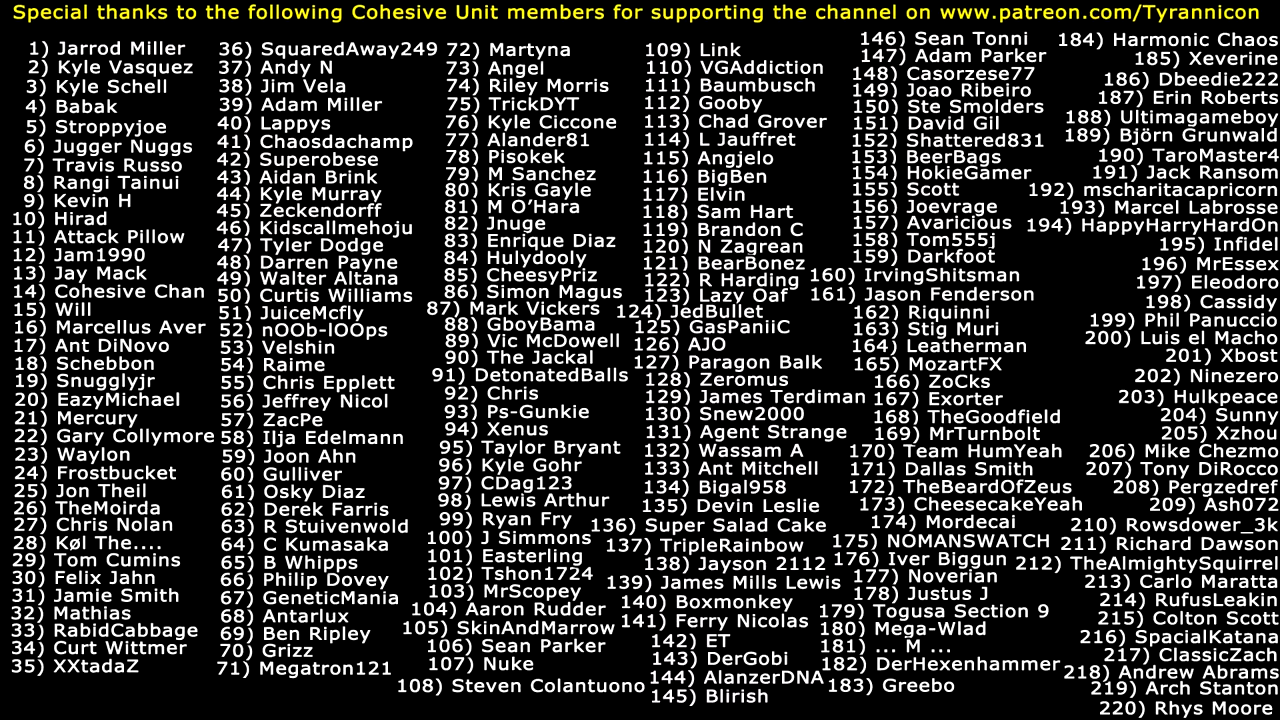 Special thanks to the following Cohesive Unit members for supporting the channel on www.patreon.com/Tyrannicon
1) Jarrod Miller
2) Kyle Vasquez
3) Kyle Schell
4) Babak
5) Stroppyjoe
6) Jugger Nuggs
7) Travis Russo
8) Rangi Tainui
9) Kevin H
10) Hirad
11) Attack Pillow
12) Jam1990
13) Jay Mack
14) Cohesive Chan
15) Will
16) Marcellus Aver
17) Ant DiNovo
18) Schebbon
19) Snugglyjr
20) EazyMichael
21) Mercury
22) Gary Collymore
23) Waylon
24) Frostbucket
25) Jon Theil
26) TheMoirda
27) Chris Nolan
28) Køl The....
29) Tom Cumins
30) Felix Jahn
31) Jamie Smith
32) Mathias
33) RabidCabbage
34) Curt Wittmer
35) XXtadaZ
36) SquaredAway249
37) Andy N
38) Jim Vela
39) Adam Miller
40) Lappys
41) Chaosdachamp
42) Superobese
43) Aidan Brink
44) Kyle Murray
45) Zeckendorff
46) Kidscallmehoju
47) Tyler Dodge
48) Darren Payne
49) Walter Altana
50) Curtis Williams
51) JuiceMcfly
52) nOOb-lOOps
53) Velshin
54) Raime
55) Chris Epplett
56) Jeffrey Nicol
57) ZacPe
58) Ilja Edelmann
59) Joon Ahn
60) Gulliver
61) Osky Diaz
62) Derek Farris
63) R Stuivenwold
64) C Kumasaka
65) B Whipps
66) Philip Dovey
67) GeneticMania
68) Antarlux
69) Ben Ripley
70) Grizz
71) Megatron121
72) Martyna
73) Angel
74) Riley Morris
75) TrickDYT
76) Kyle Ciccone
77) Alander81
78) Pisokek
79) M Sanchez
80) Kris Gayle
81) M O'Hara
82) Jnuge
83) Enrique Diaz
84) Hulydooly
85) CheesyPriz
86) Simon Magus
87) Mark Vickers
88) GboyBama
89) Vic McDowell
90) The Jackal
91) DetonatedBalls
92) Chris
93) Ps-Gunkie
94) Xenus
95) Taylor Bryant
96) Kyle Gohr
97) CDag123
98) Lewis Arthur
99) Ryan Fry
100) J Simmons
101) Easterling
102) Tshon1724
103) MrScopey
104) Aaron Rudder
105) SkinAndMarrow
106) Sean Parker
107) Nuke
108) Steven Colantuono
109) Link
110) VGAddiction
111) Baumbusch
112) Gooby
113) Chad Grover
114) L Jauffret
115) Angjelo
116) BigBen
117) Elvin
118) Sam Hart
119) Brandon C
120) N Zagrean
121) BearBonez
122) R Harding
123) Lazy Oaf
124) JedBullet
125) GasPaniiC
126) AJO
127) Paragon Balk
128) Zeromus
129) James Terdiman
130) Snew2000
131) Agent Strange
132) Wassam A
133) Ant Mitchell
134) Bigal958
135) Devin Leslie
136) Super Salad Cake
137) TripleRainbow
138) Jayson 2112
139) James Mills Lewis
140) Boxmonkey
141) Ferry Nicolas
142) ET
143) DerGobi
144) AlanzerDNA
145) Blirish
146) Sean Tonni
147) Adam Parker
148) Casorzese77
149) Joao Ribeiro
150) Ste Smolders
151) David Gil
152) Shattered831
153) BeerBags
154) HokieGamer
155) Scott
156) Joevrage
157) Avaricious
158) Tom555j
159) Darkfoot
160) IrvingShitsman
161) Jason Fenderson
162) Riquinni
163) Stig Muri
164) Leatherman
165) MozartFX
166) ZoCks
167) Exorter
168) TheGoodfield
169) MrTurnbolt
170) Team HumYeah
171) Dallas Smith
172) TheBeardOfZeus
173) CheesecakeYeah
174) Mordecai
175) NOMANSWATCH
176) Iver Biggun
177) Noverian
178) Justus J
179) Togusa Section 9
180) Mega-Wlad
181) ... M ...
182) DerHexenhammer
183) Greebo
184) Harmonic Chaos
185) Xeverine
186) Dbeedie222
187) Erin Roberts
188) Ultimagameboy
189) Björn Grunwald
190) TaroMaster4
191) Jack Ransom
192) mscharitacapricorn
193) Marcel Labrosse
194) HappyHarryHardOn
195) Infidel
196) MrEssex
197) Eleodoro
198) Cassidy
199) Phil Panuccio
200) Luis el Macho
201) Xbost
202) Ninezero
203) Hulkpeace
204) Sunny
205) Xzhou
206) Mike Chezmo
207) Tony DiRocco
208) Pergzedref
209) Ash072
210) Rowsdower_3k
211) Richard Dawson
212) TheAlmightySquirrel
213) Carlo Maratta
214) RufusLeakin
215) Colton Scott
216) SpacialKatana
217) ClassicZach
218) Andrew Abrams
219) Arch Stanton
220) Rhys Moore